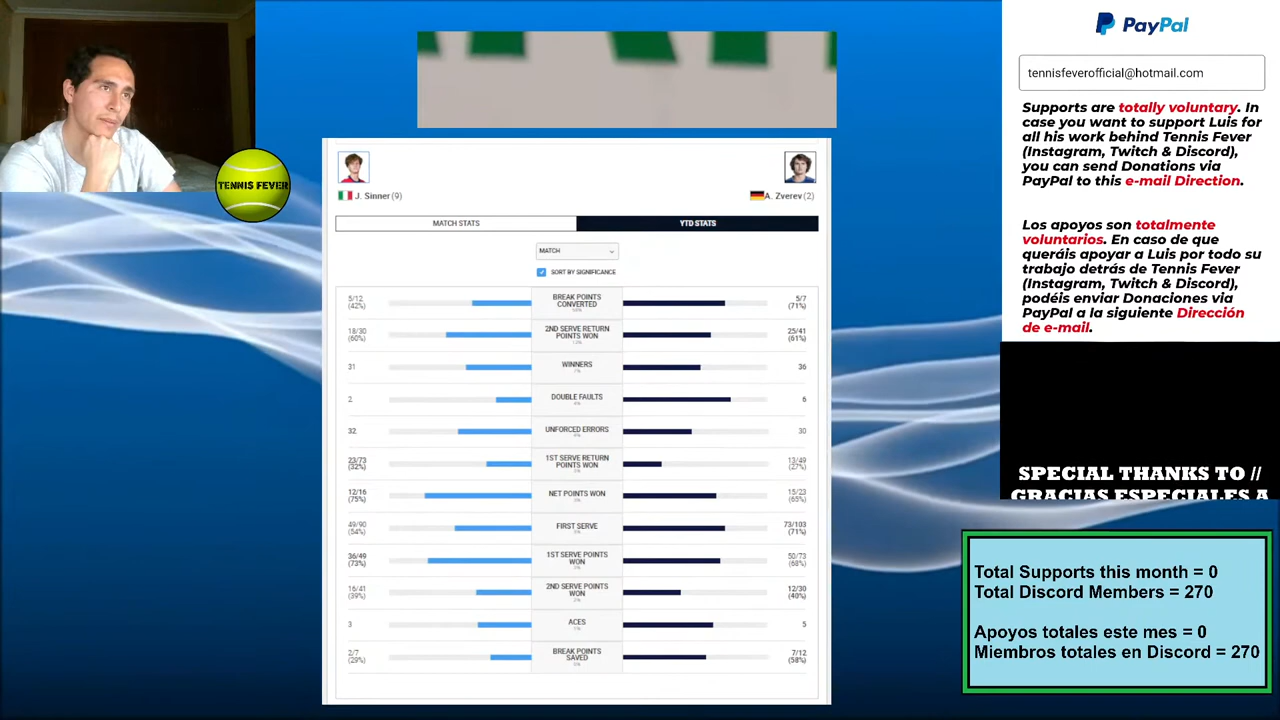 TENNIS FEVER
J. Sinner (9)
A. Zverev (2)
MATCH STATS
YTD STATS
MATCH
SORT BY SIGNIFICANCE
5/12
(42%)
BREAK POINTS
CONVERTED
5/7
(71%)
18/30
(60%)
2ND SERVE RETURN
POINTS WON
25/41
(61%)
31
WINNERS
36
2
DOUBLE FAULTS
6
32
UNFORCED ERRORS
30
23/73
(32%)
1ST SERVE RETURN
POINTS WON
13/49
(27%)
12/16
(75%)
NET POINTS WON
15/23
(65%)
49/90
(54%)
FIRST SERVE
73/103
(71%)
36/49
(73%)
1ST SERVE POINTS
WON
50/73
(68%)
16/41
(39%)
2ND SERVE POINTS
WON
12/30
(40%)
3
ACES
5
2/7
(29%)
BREAK POINTS
SAVED
7/12
(58%)
PayPal
tennisfeverofficial@hotmail.com
Supports are totally voluntary. In
case you want to support Luis for
all his work behind Tennis Fever
(Instagram, Twitch & Discord),
you can send Donations via
PayPal to this e-mail Direction.
Los apoyos son totalmente
voluntarios. En caso de que
queráis apoyar a Luis por todo su
trabajo detrás de Tennis Fever
(Instagram, Twitch & Discord),
podéis enviar Donaciones via
PayPal a la siguiente Dirección
de e-mail.
SPECIAL THANKS TO //
GRACIAS ESPECIALES A
Total Supports this month = 0
Total Discord Members = 270
Apoyos totales este mes = 0
Miembros totales en Discord = 270